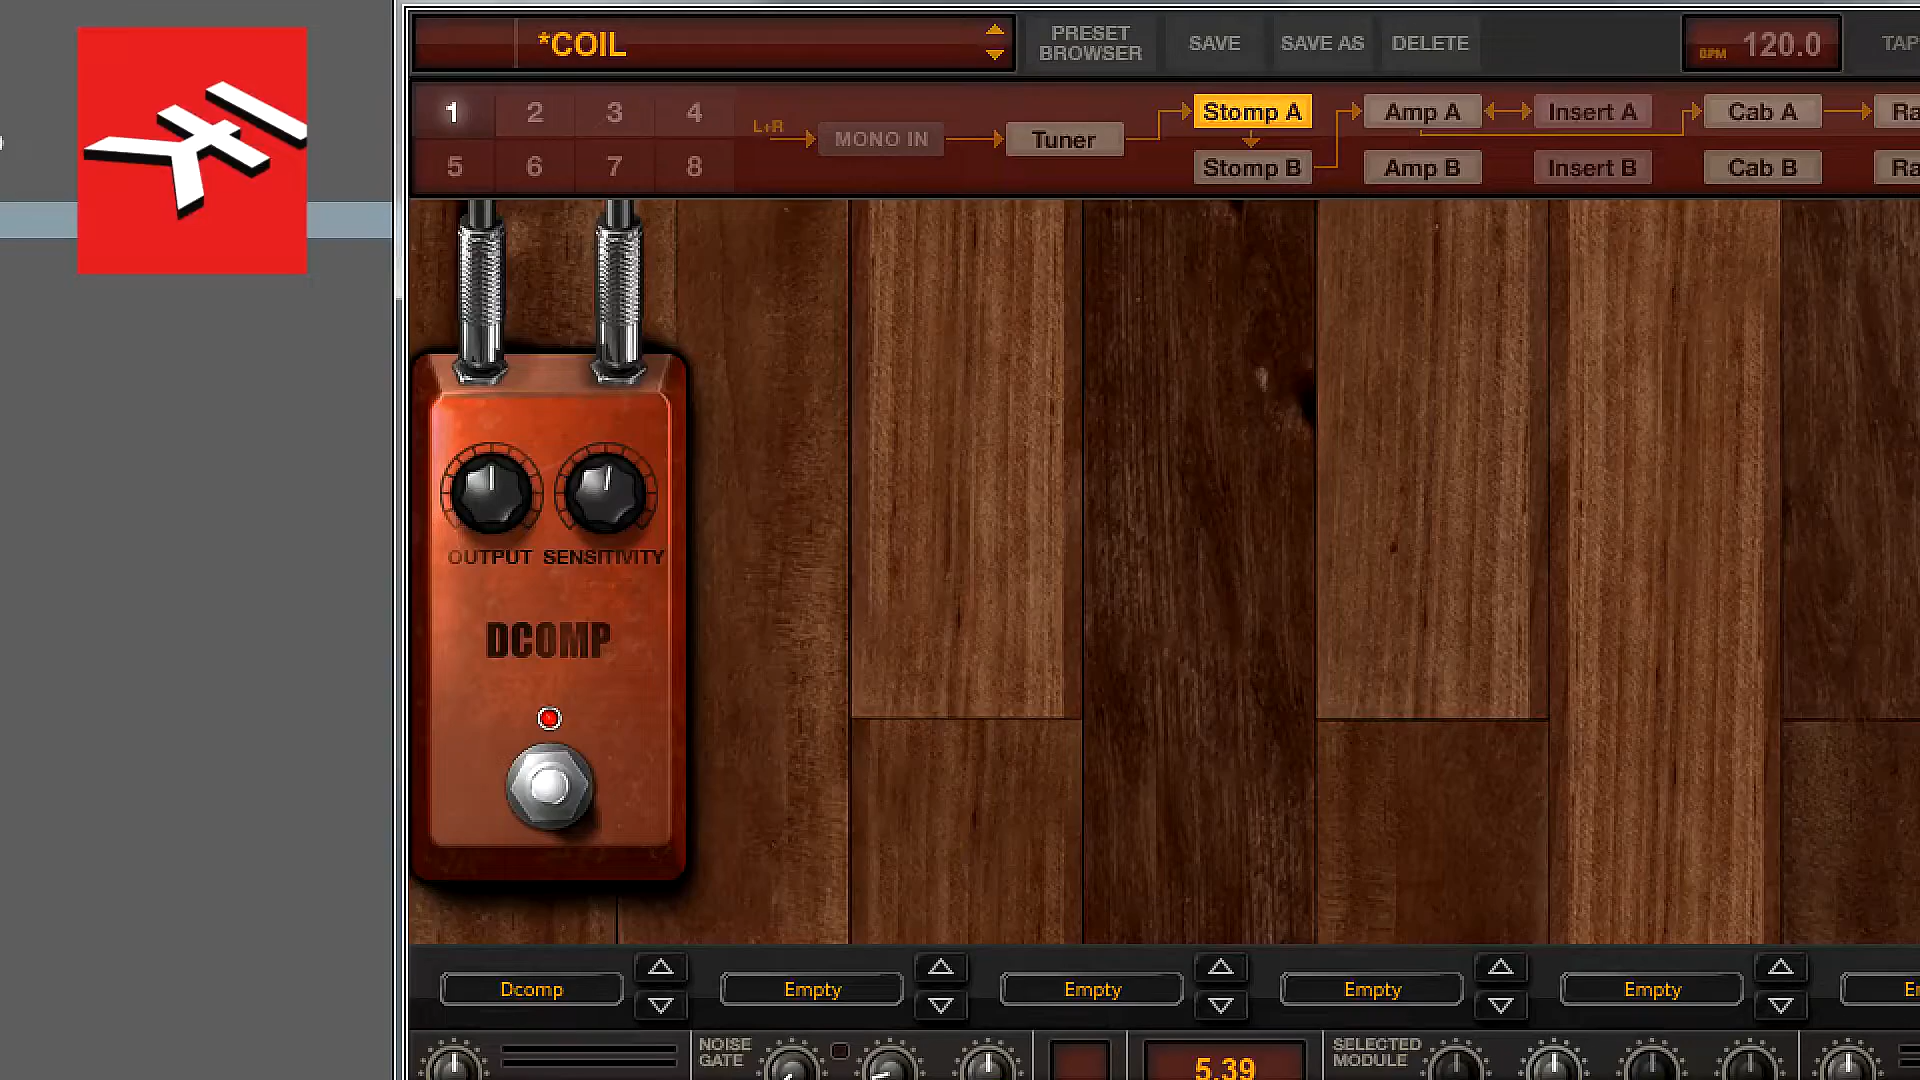 *COIL
PRESET BROWSER
SAVE
SAVE AS
DELETE
BPM 120.0
TAP
1 2 3 4
5 6 7 8
L+R
MONO IN
Tuner
Stomp A
Amp A
Insert A
Cab A
Ra
Stomp B
Amp B
Insert B
Cab B
Ra
OUTPUT SENSITIVITY
DCOMP
Dcomp
Empty
Empty
Empty
Empty
NOISE GATE
5.39
SELECTED MODULE